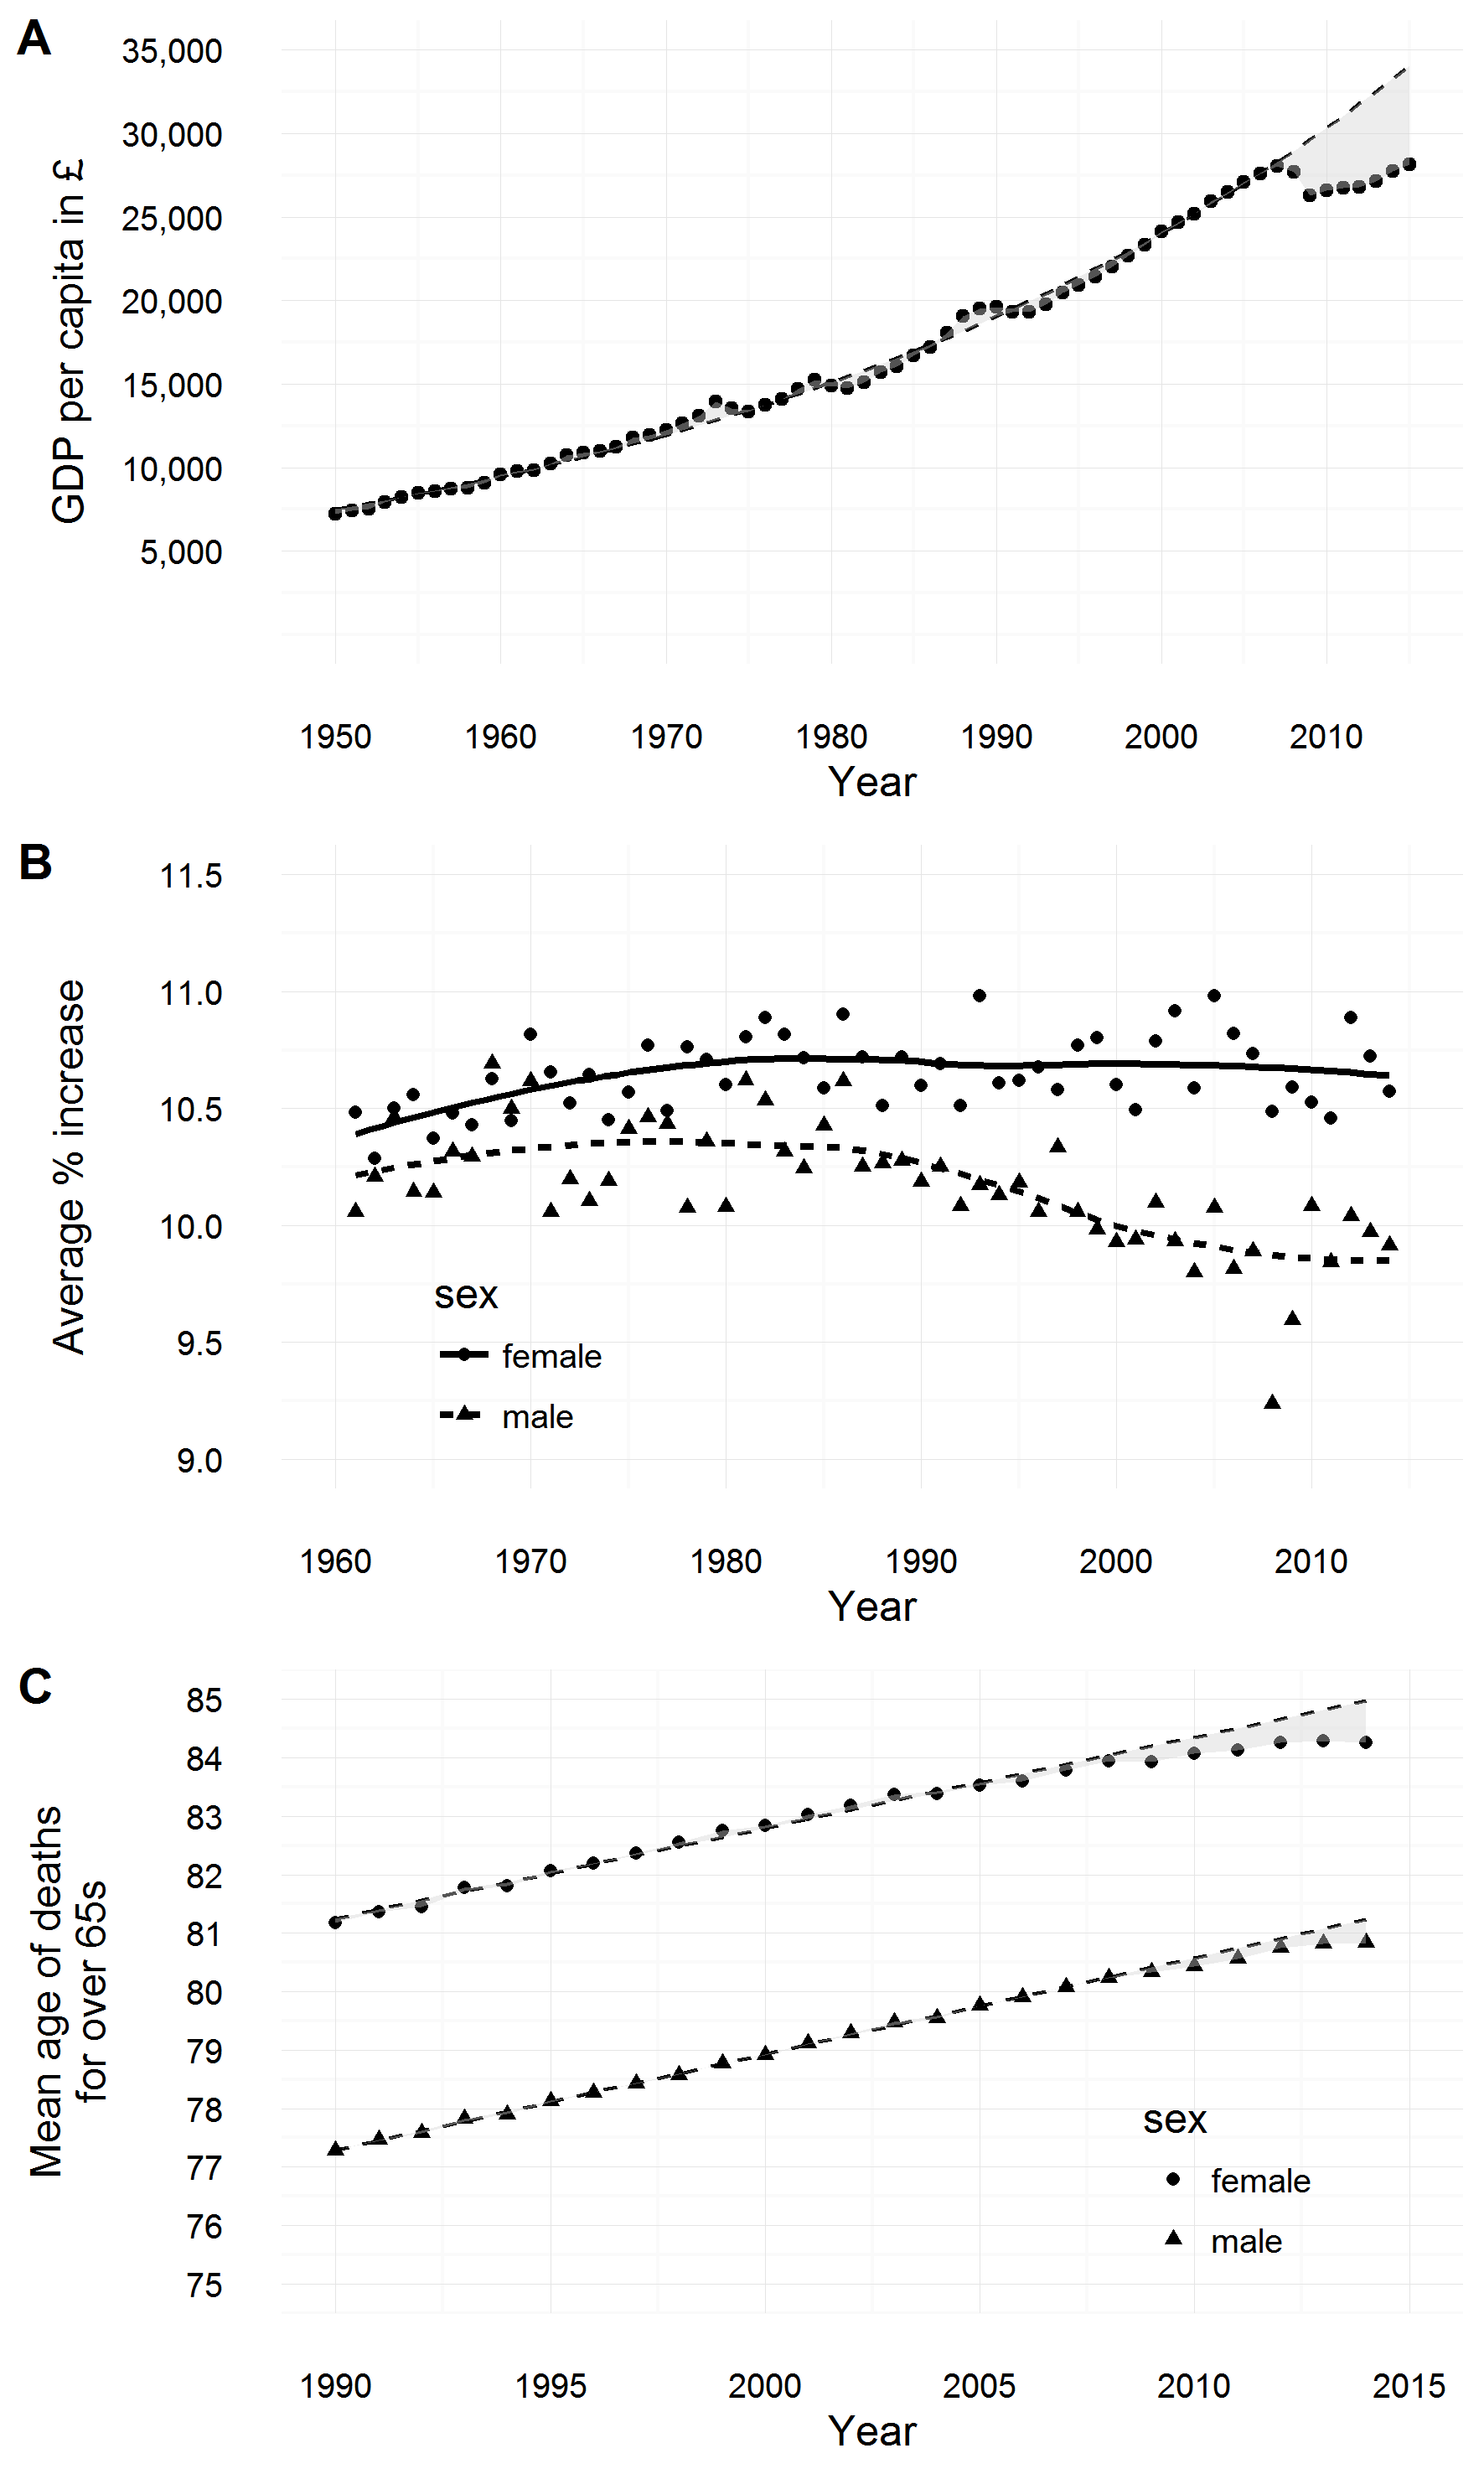 A
GDP per capita in £
35,000
30,000
25,000
20,000
15,000
10,000
5,000
1950 1960 1970 1980 1990 2000 2010
Year
B
Average % increase
11.5
11.0
10.5
10.0
9.5
9.0
sex
female
male
1960 1970 1980 1990 2000 2010
Year
C
Mean age of deaths
for over 65s
85
84
83
82
81
80
79
78
77
76
75
sex
female
male
1990 1995 2000 2005 2010 2015
Year